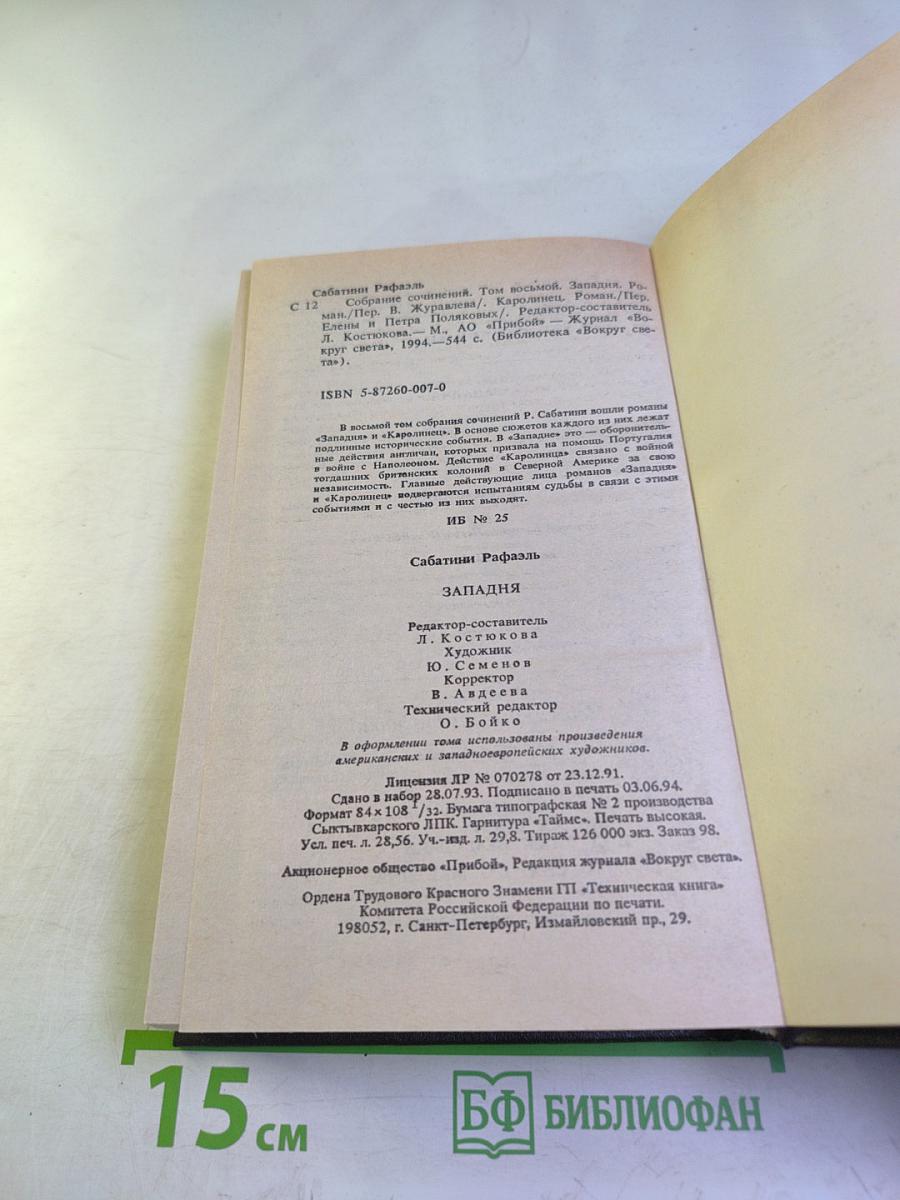 Сабатини Рафаэль
С 12 Собрание сочинений. Том восьмой. Западня. Ро-
ман./Пер. В. Журавлева/. Каролинец. Роман./Пер.
Елены и Петра Поляковых/. Редактор-составитель
Л. Костюкова.— М., АО «Прибой» — Журнал «Во-
круг света», 1994.—544 с. (Библиотека «Вокруг све-
та»).
ISBN 5-87260-007-0
В восьмой том собрания сочинений Р. Сабатини вошли романы
«Западня» и «Каролинец». В основе сюжетов каждого из них лежат
подлинные исторические события. В «Западне» это — оборонитель-
ные действия англичан, которых призвала на помощь Португалия
в войне с Наполеоном. Действие «Каролинца» связано с войной
тогдашних британских колоний в Северной Америке за свою
независимость. Главные действующие лица романов «Западня»
и «Каролинец» подвергаются испытаниям судьбы в связи с этими
событиями и с честью из них выходят.
ИБ № 25
Сабатини Рафаэль
ЗАПАДНЯ
Редактор-составитель
Л. Костюкова
Художник
Ю. Семенов
Корректор
В. Авдеева
Технический редактор
О. Бойко
В оформлении тома использованы произведения
американских и западноевропейских художников.
Лицензия ЛР № 070278 от 23.12.91.
Сдано в набор 28.07.93. Подписано в печать 03.06.94.
Формат 84×108 1/32. Бумага типографская № 2 производства
Сыктывкарского ЛПК. Гарнитура «Таймс». Печать высокая.
Усл. печ. л. 28,56. Уч.-изд. л. 29,8. Тираж 126 000 экз. Заказ 98.
Акционерное общество «Прибой», Редакция журнала «Вокруг света».
Ордена Трудового Красного Знамени ГП «Техническая книга»
Комитета Российской Федерации по печати.
198052, г. Санкт-Петербург, Измайловский пр., 29.
15 см
БФ БИБЛИОФАН